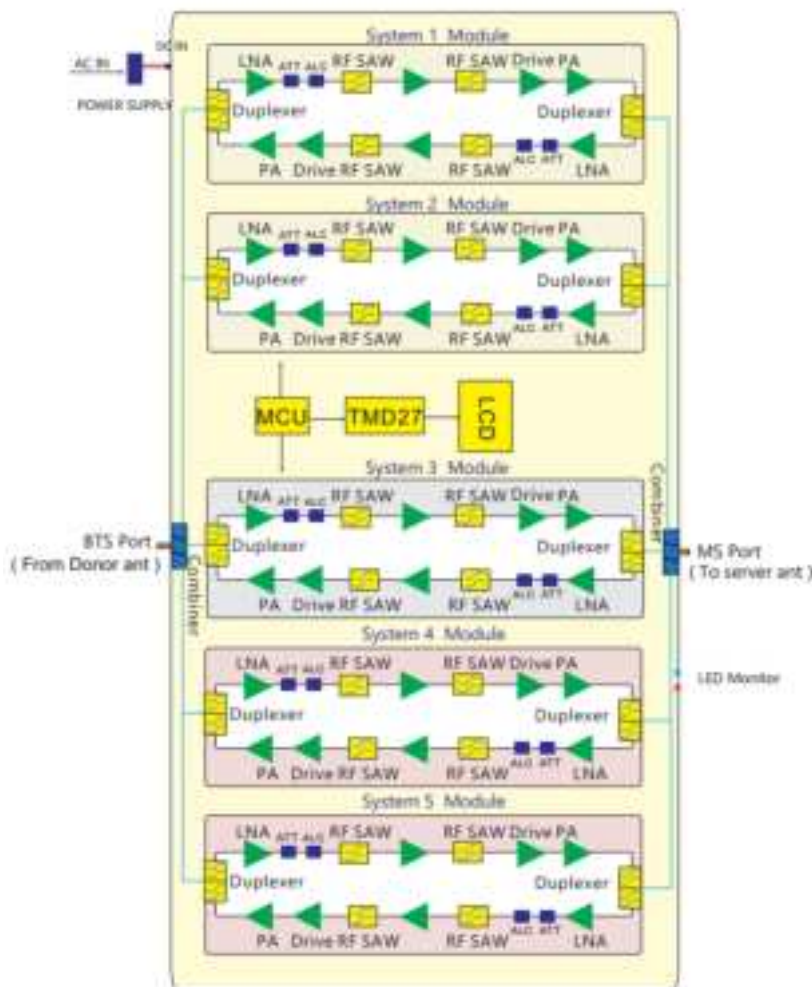 System 1 Module
DC IN
AC IN
POWER SUPPLY
LNA ATT ALC RF SAW RF SAW Drive PA
Duplexer Duplexer
PA Drive RF SAW RF SAW ALC ATT LNA
System 2 Module
LNA ATT ALC RF SAW RF SAW Drive PA
Duplexer Duplexer
PA Drive RF SAW RF SAW ALC ATT LNA
MCU TMD27 LCD
System 3 Module
LNA ATT ALC RF SAW RF SAW Drive PA
Duplexer Duplexer
PA Drive RF SAW RF SAW ALC ATT LNA
BTS Port
( From Donor ant )
Combiner
Combiner
MS Port
( To server ant )
System 4 Module
LNA ATT ALC RF SAW RF SAW Drive PA
Duplexer Duplexer
PA Drive RF SAW RF SAW ALC ATT LNA
LED Monitor
System 5 Module
LNA ATT ALC RF SAW RF SAW Drive PA
Duplexer Duplexer
PA Drive RF SAW RF SAW ALC ATT LNA